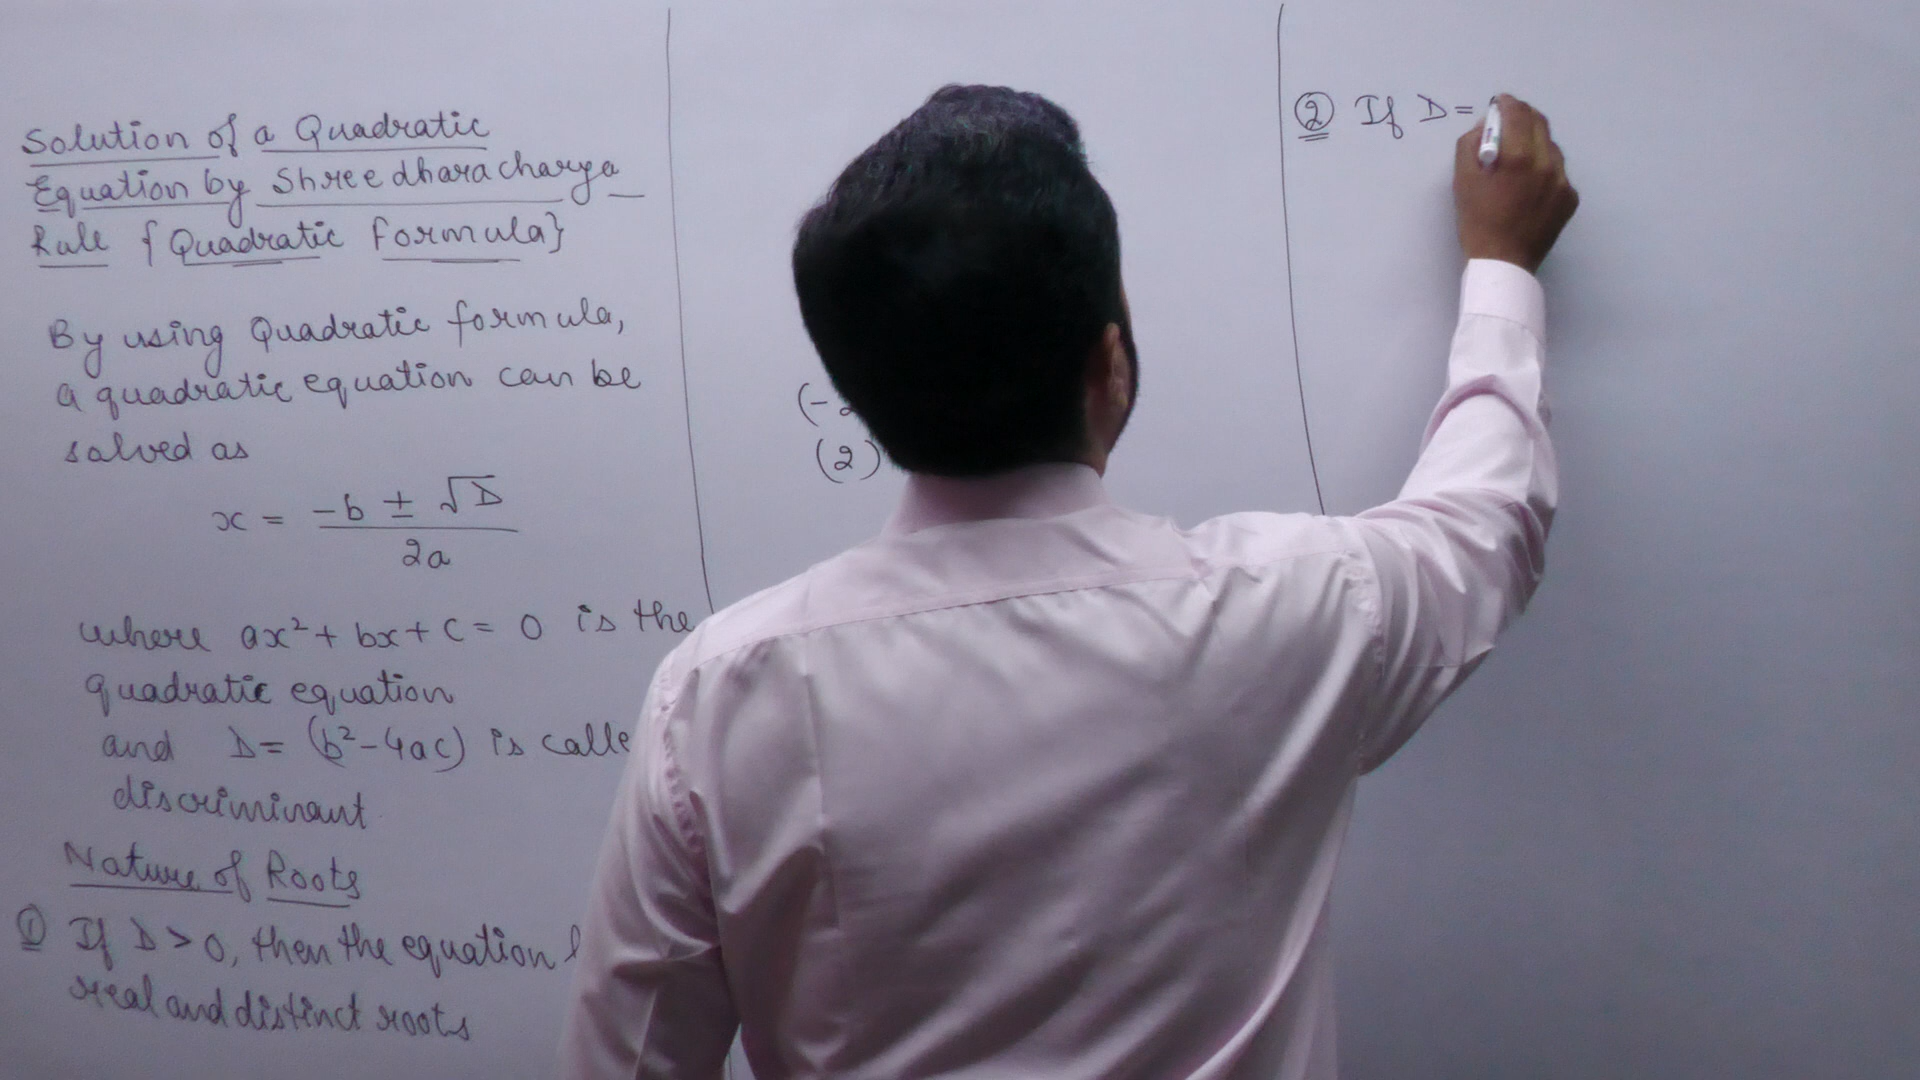 Solution of a Quadratic
Equation by Shreedharacharya
Rule {Quadratic formula}
By using Quadratic formula,
a quadratic equation can be
solved as
x = -b ± √D / 2a
where ax² + bx + c = 0 is the
quadratic equation
and D = (b²-4ac) is calle
discriminant
Nature of Roots
① If D > 0, then the equation
real and distinct roots
(-2
(2)
② If D =